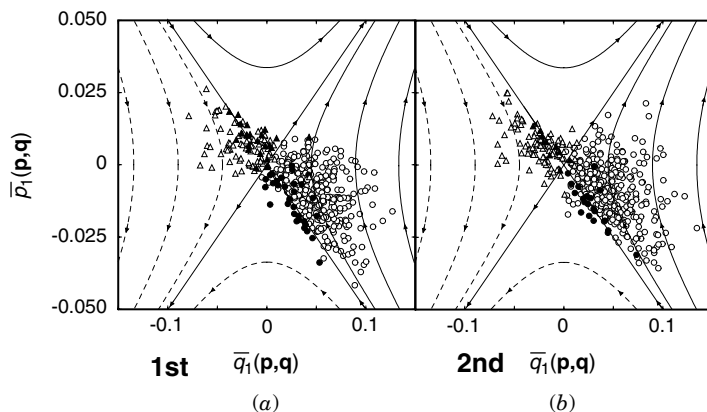 a
b
0.050
0.025
0
-0.025
-0.050
p̅₁(p,q)
-0.1 0 0.1
-0.1 0 0.1
1st q̅₁(p,q)
2nd q̅₁(p,q)
(a)
(b)